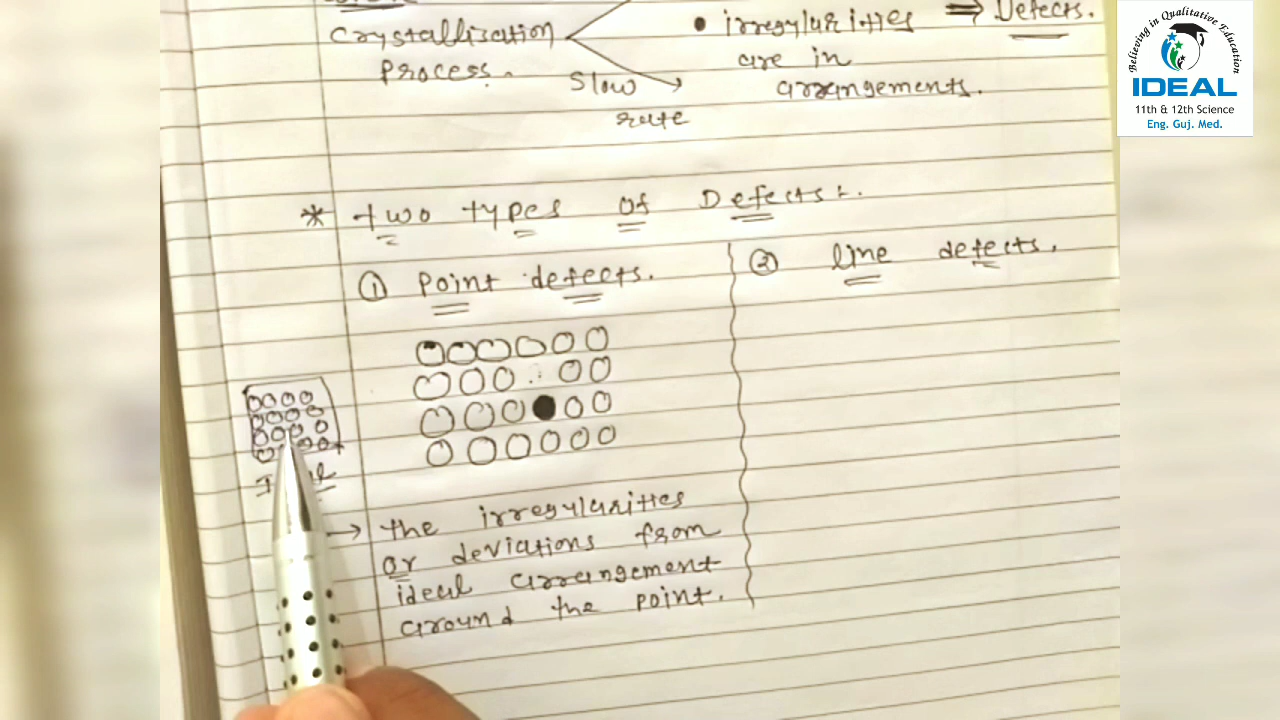 Crystallisation
process.
Slow
rate
• irregularities ⇒ Defects.
are in
arrangements.
* two types of Defects:-
① point defects.
② line defects.
→ the irregularities
or deviations from
ideal arrangement
around the point.
Believing in Qualitative Education
IDEAL
11th & 12th Science
Eng. Guj. Med.